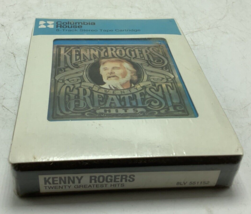 Columbia
House
KENNY ROGERS
GREATEST
HITS
KENNY ROGERS
TWENTY GREATEST HITS